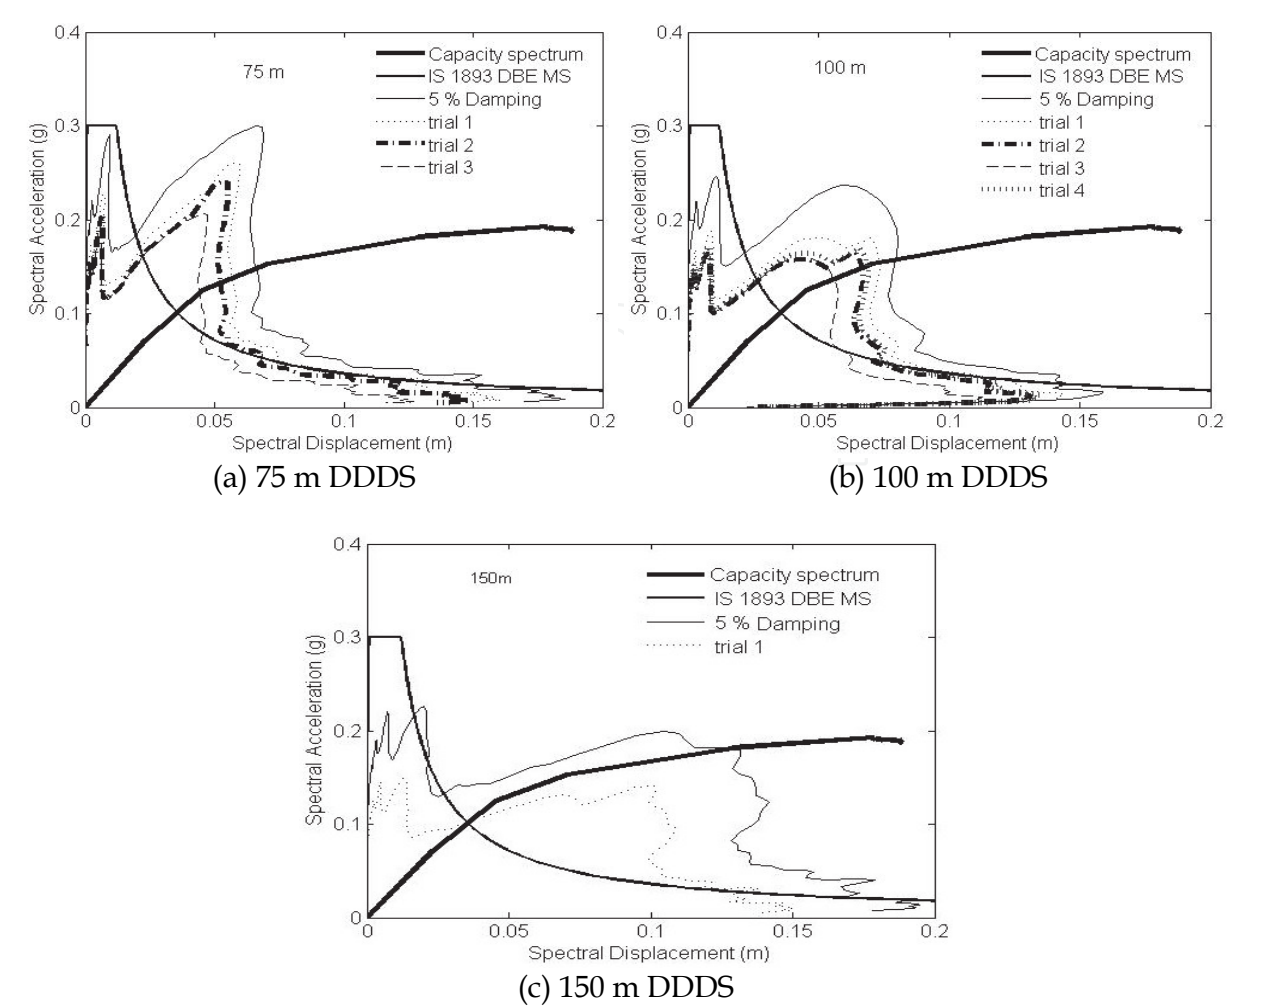 0.4
0.3
0.2
0.1
0
Spectral Acceleration (g)
75 m
Capacity spectrum
IS 1893 DBE MS
5 % Damping
trial 1
trial 2
trial 3
0 0.05 0.1 0.15 0.2
Spectral Displacement (m)
(a) 75 m DDDS
0.4
0.3
0.2
0.1
0
Spectral Acceleration (g)
100 m
Capacity spectrum
IS 1893 DBE MS
5 % Damping
trial 1
trial 2
trial 3
trial 4
0 0.05 0.1 0.15 0.2
Spectral Displacement (m)
(b) 100 m DDDS
0.4
0.3
0.2
0.1
0
Spectral Acceleration (g)
150m
Capacity spectrum
IS 1893 DBE MS
5 % Damping
trial 1
0 0.05 0.1 0.15 0.2
Spectral Displacement (m)
(c) 150 m DDDS